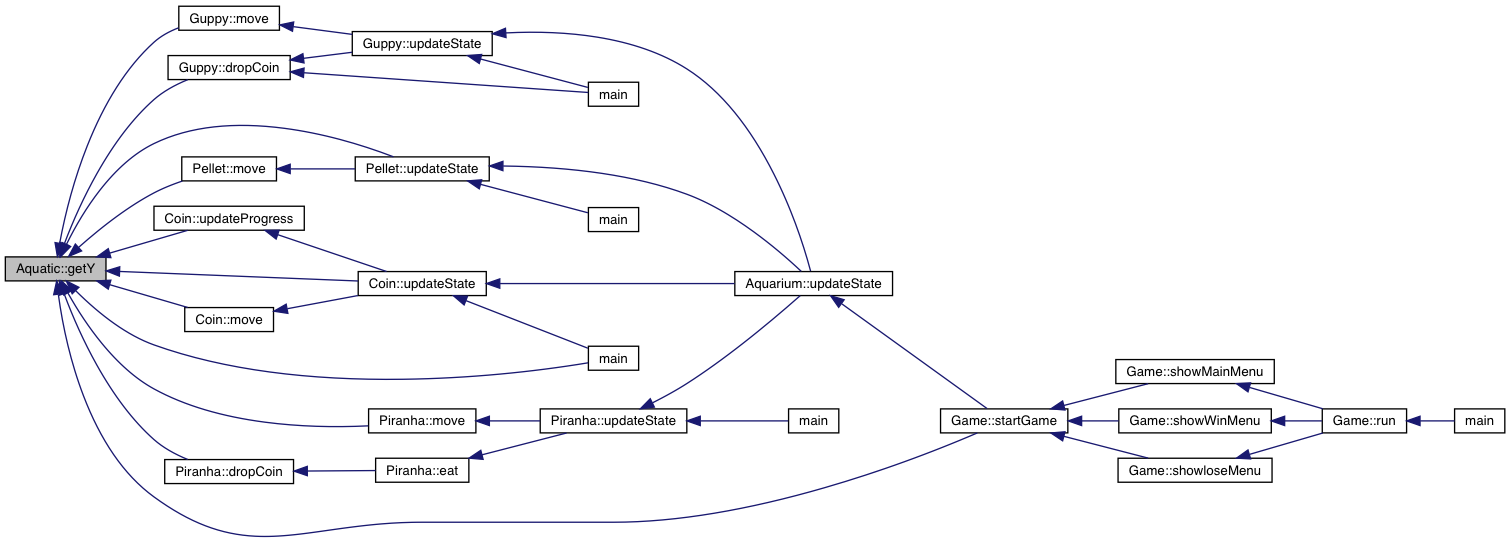 Guppy::move
Guppy::updateState
Guppy::dropCoin
main
Pellet::move
Pellet::updateState
main
Coin::updateProgress
Aquatic::getY
Coin::updateState
Aquarium::updateState
Coin::move
main
Piranha::move
Piranha::updateState
main
Piranha::dropCoin
Piranha::eat
Game::startGame
Game::showMainMenu
Game::showWinMenu
Game::showloseMenu
Game::run
main